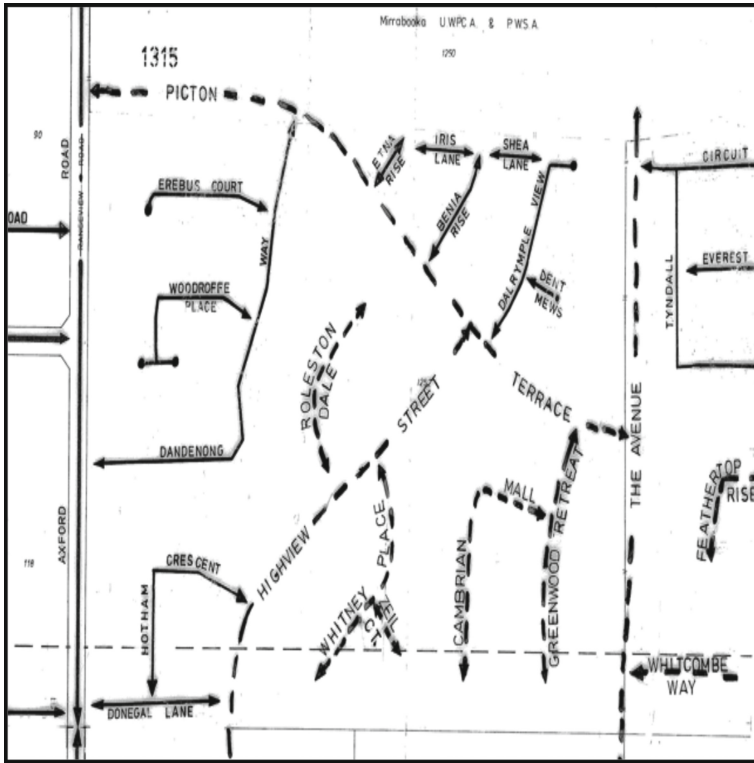 Mirrabooka U W P C A. & P W S A.
1250
1315
PICTON
90
ROAD
RANGEVIEW ROAD
OAD
ETNA
RISE
IRIS
LANE
SHEA
LANE
CIRCUIT
EREBUS COURT
WAY
BENIA
RISE
DALRYMPLE VIEW
DENT
MEWS
EVEREST
TYNDALL
WOODROFFE
PLACE
ROLESTON
DALE
STREET
TERRACE
THE AVENUE
DANDENONG
MALL
RETREAT
FEATHERTOP
RISE
AXFORD
118
CRESCENT
HIGHVIEW
PLACE
HOTHAM
WHITNEY
CT.
NEIL
CAMBRIAN
GREENWOOD
WHITCOMBE
WAY
DONEGAL LANE